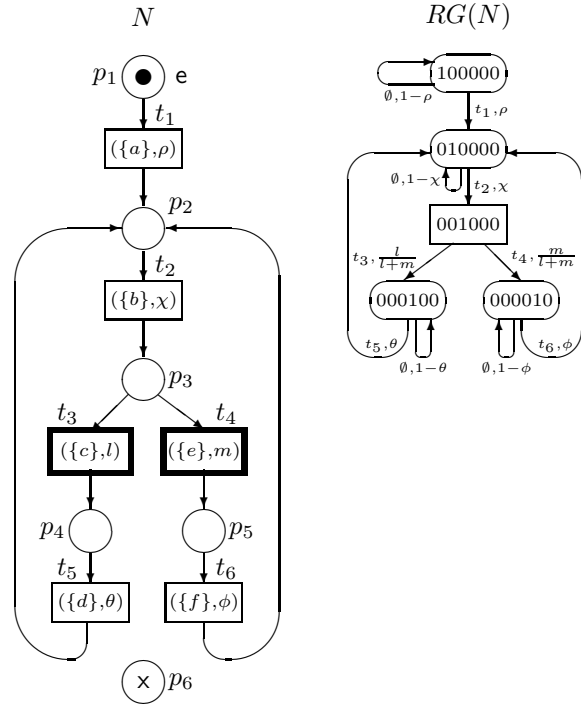 N
RG(N)
p₁ e
t₁
({a},ρ)
p₂
t₂
({b},χ)
p₃
t₃ t₄
({c},l) ({e},m)
p₄ p₅
t₅ t₆
({d},θ) ({f},ϕ)
x p₆
100000
∅,1−ρ
t₁,ρ
010000
∅,1−χ t₂,χ
001000
t₃, l/(l+m) t₄, m/(l+m)
000100 000010
t₅,θ ∅,1−θ ∅,1−ϕ t₆,ϕ